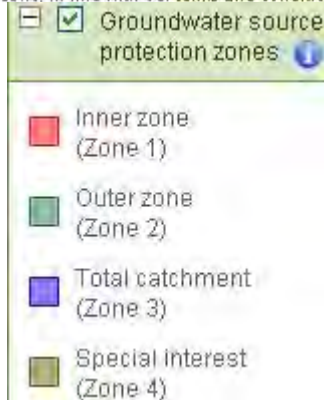 Groundwater source
protection zones
Inner zone
(Zone 1)
Outer zone
(Zone 2)
Total catchment
(Zone 3)
Special interest
(Zone 4)